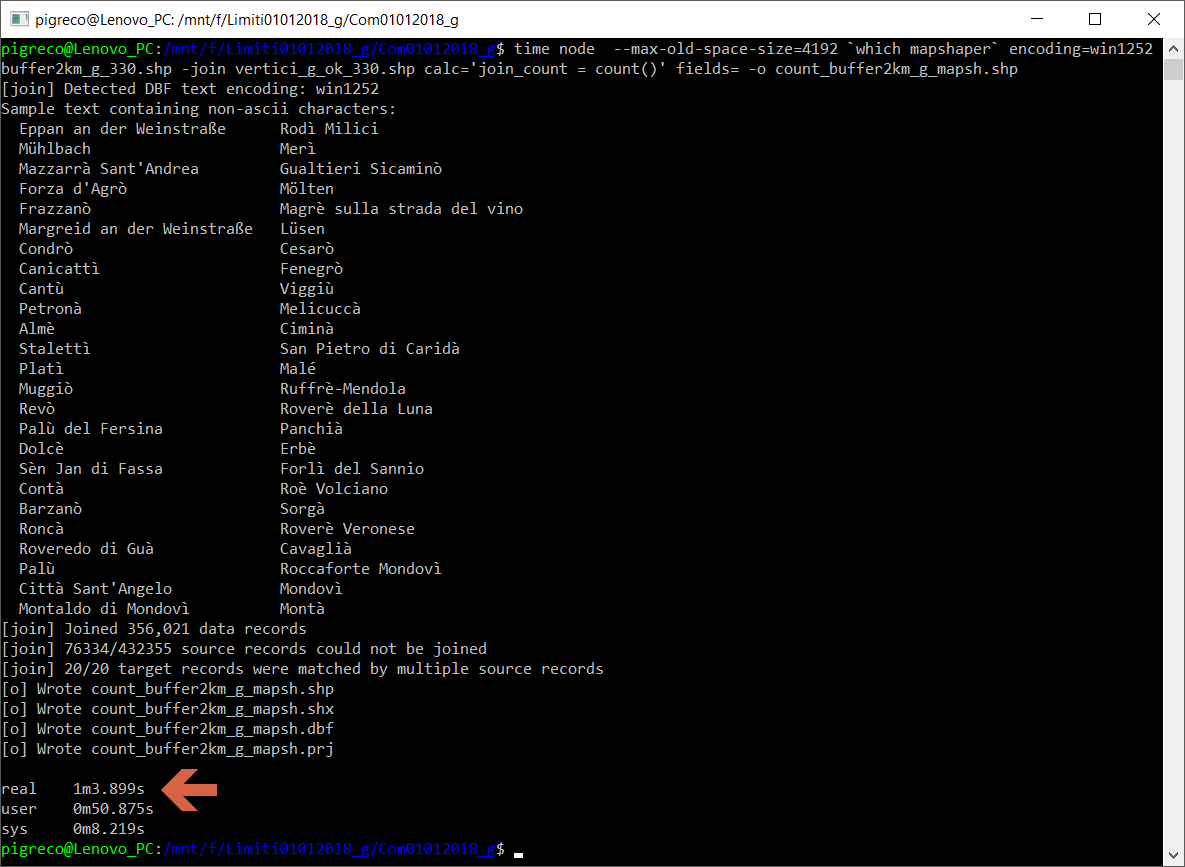 pigreco@Lenovo_PC: /mnt/f/Limiti01012018_g/Com01012018_g
pigreco@Lenovo_PC:/mnt/f/Limiti01012018_g/Com01012018_g$ time node  --max-old-space-size=4192 `which mapshaper` encoding=win1252
buffer2km_g_330.shp -join vertici_g_ok_330.shp calc='join_count = count()' fields= -o count_buffer2km_g_mapsh.shp
[join] Detected DBF text encoding: win1252
Sample text containing non-ascii characters:
  Eppan an der Weinstraße      Rodì Milici
  Mühlbach                     Merì
  Mazzarrà Sant'Andrea         Gualtieri Sicaminò
  Forza d'Agrò                 Mölten
  Frazzanò                     Magrè sulla strada del vino
  Margreid an der Weinstraße   Lüsen
  Condrò                       Cesarò
  Canicattì                    Fenegrò
  Cantù                        Viggiù
  Petronà                      Melicuccà
  Almè                         Ciminà
  Stalettì                     San Pietro di Caridà
  Platì                        Malé
  Muggiò                       Ruffrè-Mendola
  Revò                         Roverè della Luna
  Palù del Fersina             Panchià
  Dolcè                        Erbè
  Sèn Jan di Fassa             Forlì del Sannio
  Contà                        Roè Volciano
  Barzanò                      Sorgà
  Roncà                        Roverè Veronese
  Roveredo di Guà              Cavaglià
  Palù                         Roccaforte Mondovì
  Città Sant'Angelo            Mondovì
  Montaldo di Mondovì          Montà
[join] Joined 356,021 data records
[join] 76334/432355 source records could not be joined
[join] 20/20 target records were matched by multiple source records
[o] Wrote count_buffer2km_g_mapsh.shp
[o] Wrote count_buffer2km_g_mapsh.shx
[o] Wrote count_buffer2km_g_mapsh.dbf
[o] Wrote count_buffer2km_g_mapsh.prj
real    1m3.899s
user    0m50.875s
sys     0m8.219s
pigreco@Lenovo_PC:/mnt/f/Limiti01012018_g/Com01012018_g$